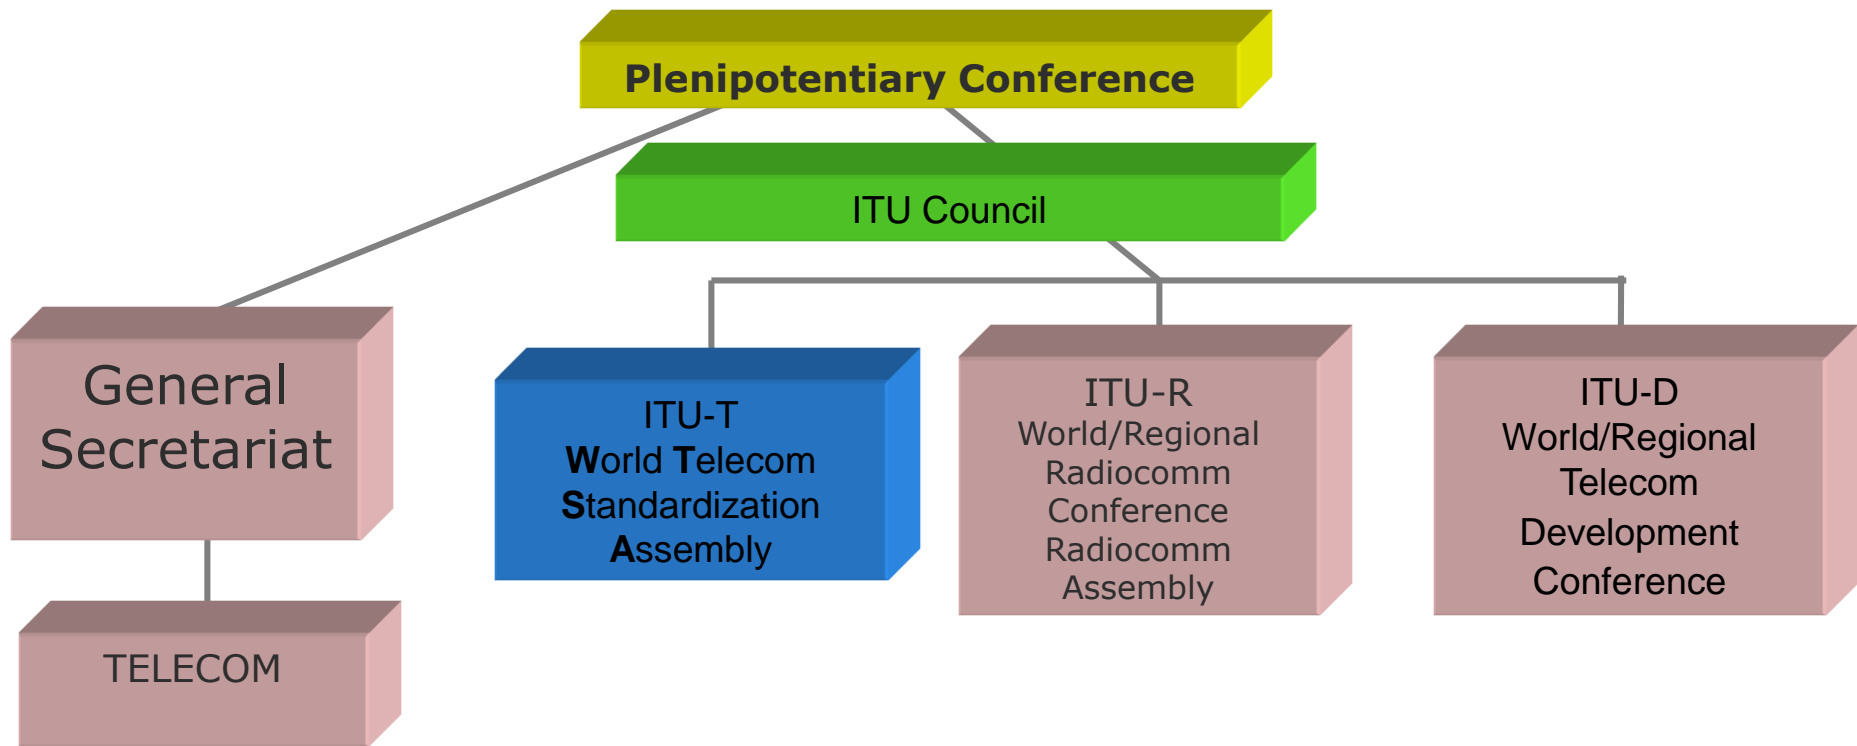 Plenipotentiary Conference
ITU Council
General
Secretariat
TELECOM
ITU-T
World Telecom
Standardization
Assembly
ITU-R
World/Regional
Radiocomm
Conference
Radiocomm
Assembly
ITU-D
World/Regional
Telecom
Development
Conference